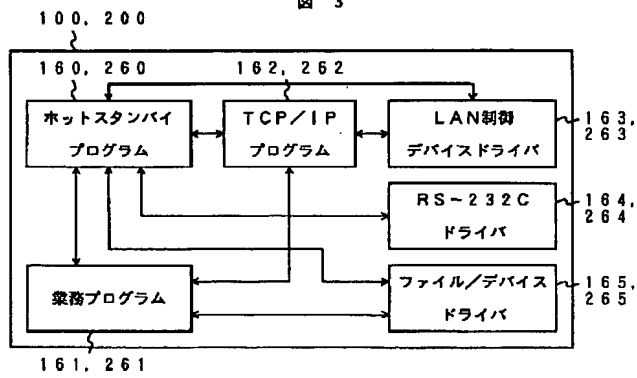 図 3
100, 200
160, 260
162, 262
ホットスタンバイ
プログラム
TCP/IP
プログラム
LAN制御
デバイスドライバ
163,
263
RS~232C
ドライバ
164,
264
業務プログラム
ファイル/デバイス
ドライバ
165,
265
161, 261